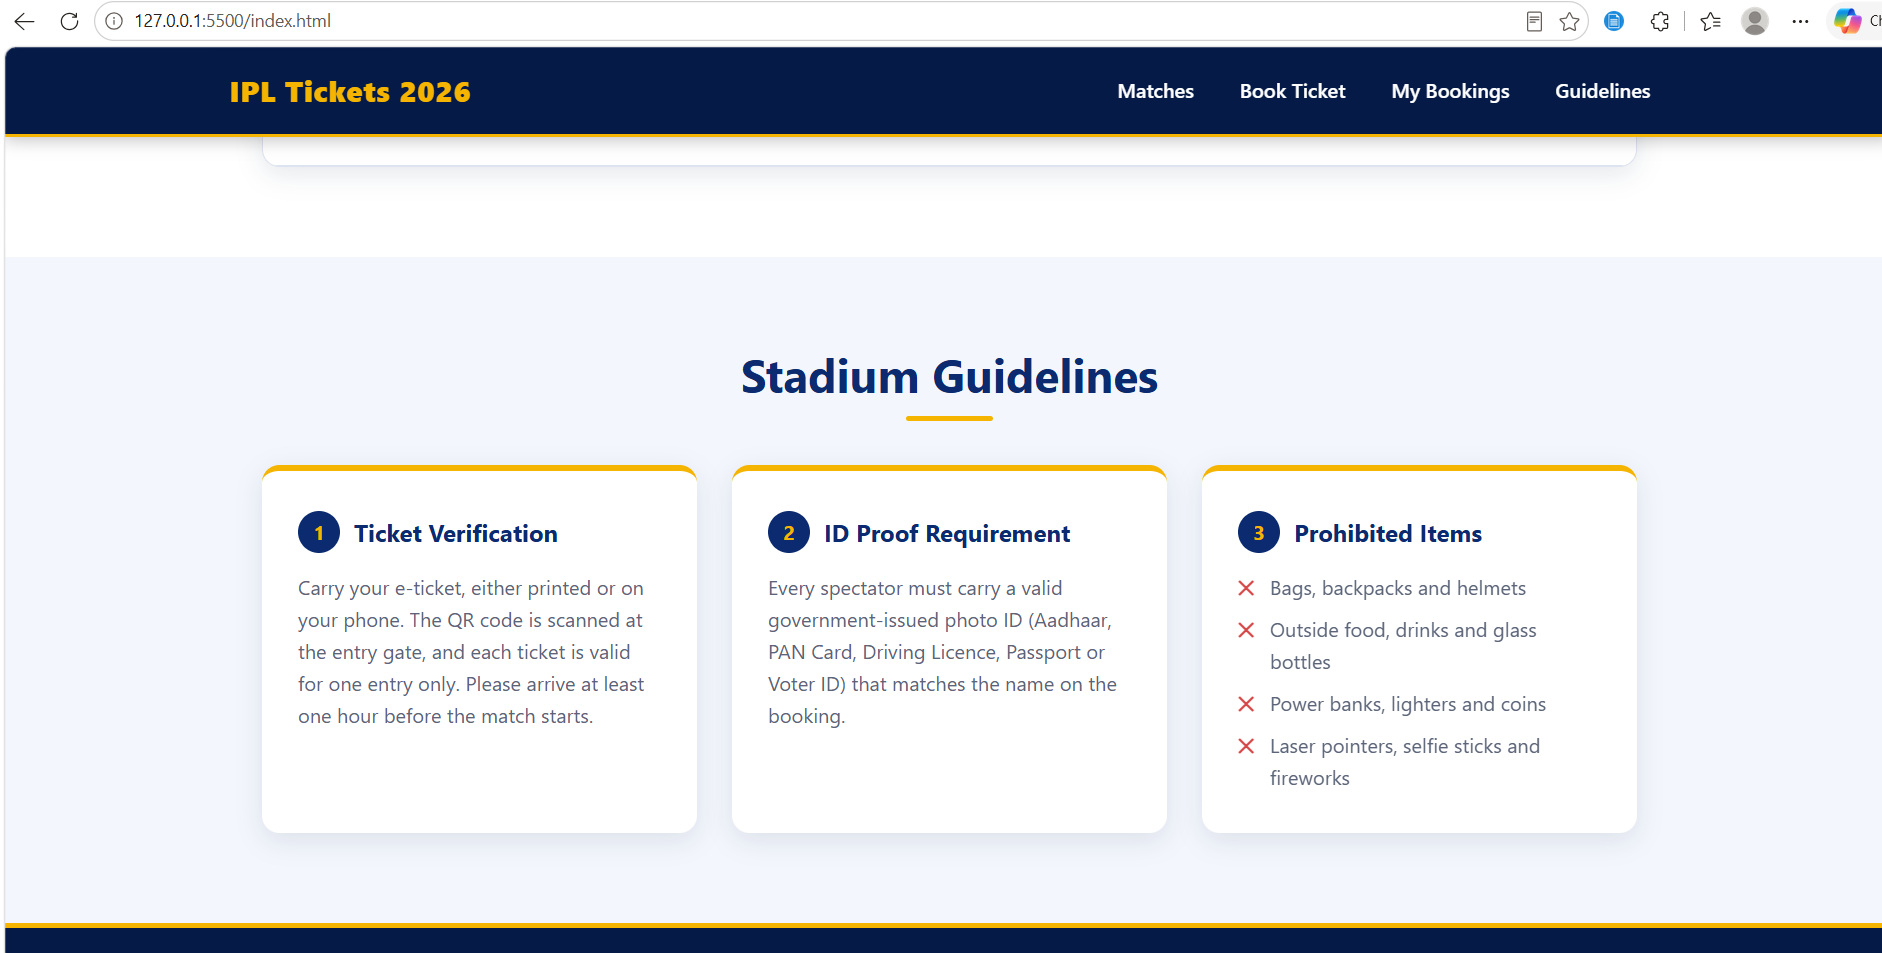 127.0.0.1:5500/index.html
IPL Tickets 2026
Matches
Book Ticket
My Bookings
Guidelines
Stadium Guidelines
1
Ticket Verification
Carry your e-ticket, either printed or on
your phone. The QR code is scanned at
the entry gate, and each ticket is valid
for one entry only. Please arrive at least
one hour before the match starts.
2
ID Proof Requirement
Every spectator must carry a valid
government-issued photo ID (Aadhaar,
PAN Card, Driving Licence, Passport or
Voter ID) that matches the name on the
booking.
3
Prohibited Items
Bags, backpacks and helmets
Outside food, drinks and glass
bottles
Power banks, lighters and coins
Laser pointers, selfie sticks and
fireworks